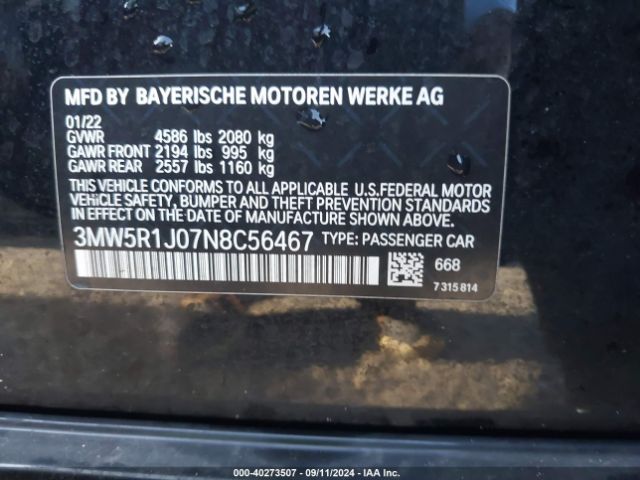 MFD BY BAYERISCHE MOTOREN WERKE AG
01/22
GVWR 4586 lbs 2080 kg
GAWR FRONT 2194 lbs 995 kg
GAWR REAR 2557 lbs 1160 kg
THIS VEHICLE CONFORMS TO ALL APPLICABLE U.S.FEDERAL MOTOR
VEHICLE SAFETY, BUMPER, AND THEFT PREVENTION STANDARDS
IN EFFECT ON THE DATE OF MANUFACTURE SHOWN ABOVE.
3MW5R1J07N8C56467 TYPE: PASSENGER CAR
668
7 315 814
000-40273507 - 09/11/2024 - IAA Inc.